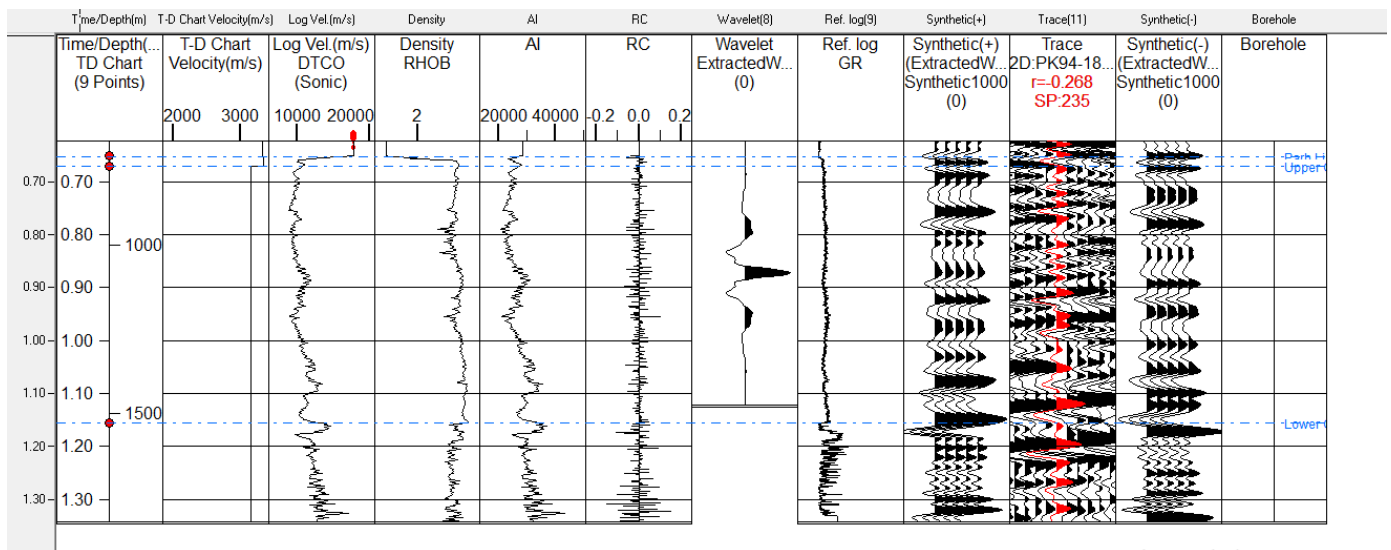 Time/Depth(m) T-D Chart Velocity(m/s) Log Vel.(m/s) Density AI RC Wavelet(8) Ref. log(9) Synthetic(+) Trace(11) Synthetic(-) Borehole
Time/Depth(... T-D Chart Log Vel.(m/s) Density AI RC Wavelet Ref. log Synthetic(+) Trace Synthetic(-) Borehole
TD Chart Velocity(m/s) DTCO RHOB ExtractedW... GR (ExtractedW... 2D:PK94-18... (ExtractedW...
(9 Points) (Sonic) (0) Synthetic1000 r=-0.268 Synthetic1000
(0) SP:235 (0)
2000 3000 10000 20000 2 20000 40000 -0.2 0.0 0.2
Upper
0.70 0.70
0.80 0.80
1000
0.90 0.90
1.00 1.00
1.10 1.10
1500
Lower
1.20 1.20
1.30 1.30